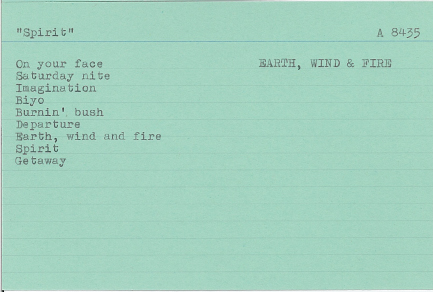 "Spirit" A 8435
On your face EARTH, WIND & FIRE
Saturday nite
Imagination
Biyo
Burnin' bush
Departure
Earth, wind and fire
Spirit
Getaway